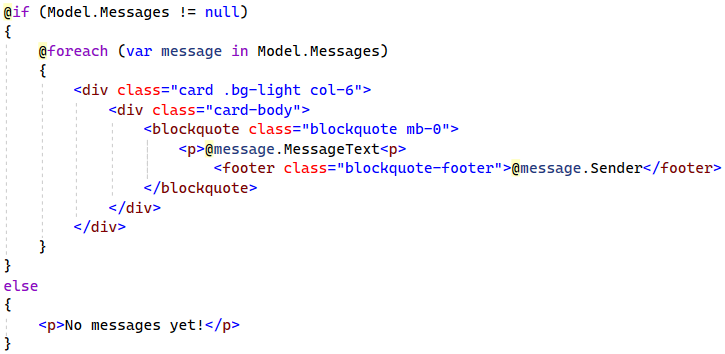 @if (Model.Messages != null)
{
    @foreach (var message in Model.Messages)
    {
        <div class="card .bg-light col-6">
            <div class="card-body">
                <blockquote class="blockquote mb-0">
                    <p>@message.MessageText<p>
                        <footer class="blockquote-footer">@message.Sender</footer>
                </blockquote>
            </div>
        </div>
    }
}
else
{
    <p>No messages yet!</p>
}